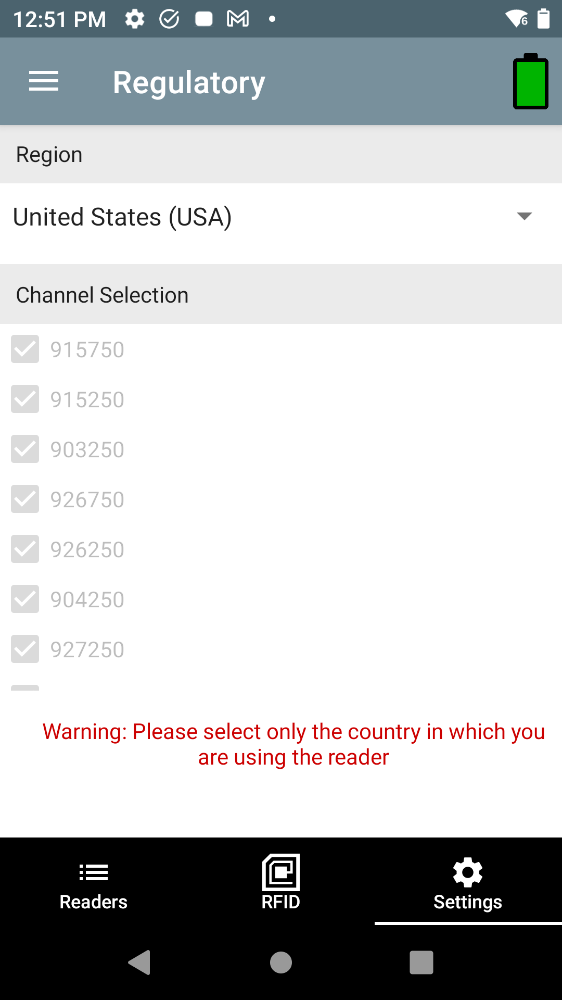 12:51 PM
6
Regulatory
Region
United States (USA)
Channel Selection
915750
915250
903250
926750
926250
904250
927250
Warning: Please select only the country in which you
are using the reader
Readers
RFID
Settings